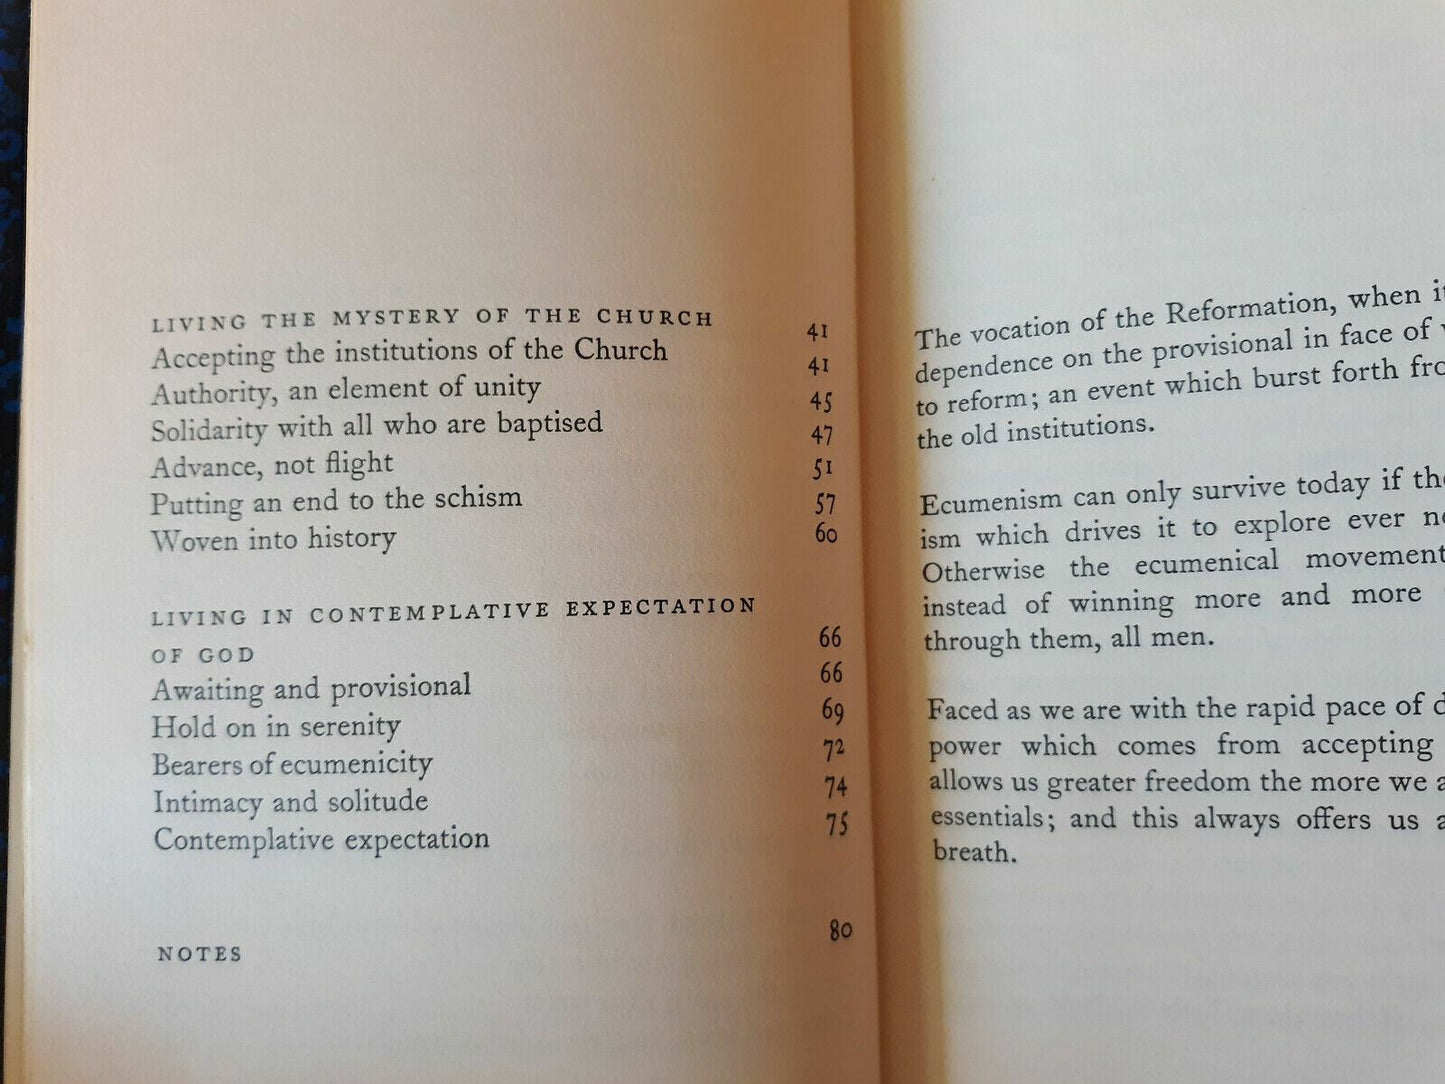 LIVING THE MYSTERY OF THE CHURCH 41
Accepting the institutions of the Church 41
Authority, an element of unity 45
Solidarity with all who are baptised 47
Advance, not flight 51
Putting an end to the schism 57
Woven into history 60
LIVING IN CONTEMPLATIVE EXPECTATION
OF GOD 66
Awaiting and provisional 66
Hold on in serenity 69
Bearers of ecumenicity 72
Intimacy and solitude 74
Contemplative expectation 75
NOTES 80
The vocation of the Reformation, when
dependence on the provisional in face of
to reform; an event which burst forth
the old institutions.
Ecumenism can only survive today if
ism which drives it to explore ever
Otherwise the ecumenical movement
instead of winning more and more
through them, all men.
Faced as we are with the rapid pace of
power which comes from accepting
allows us greater freedom the more we
essentials; and this always offers us
breath.